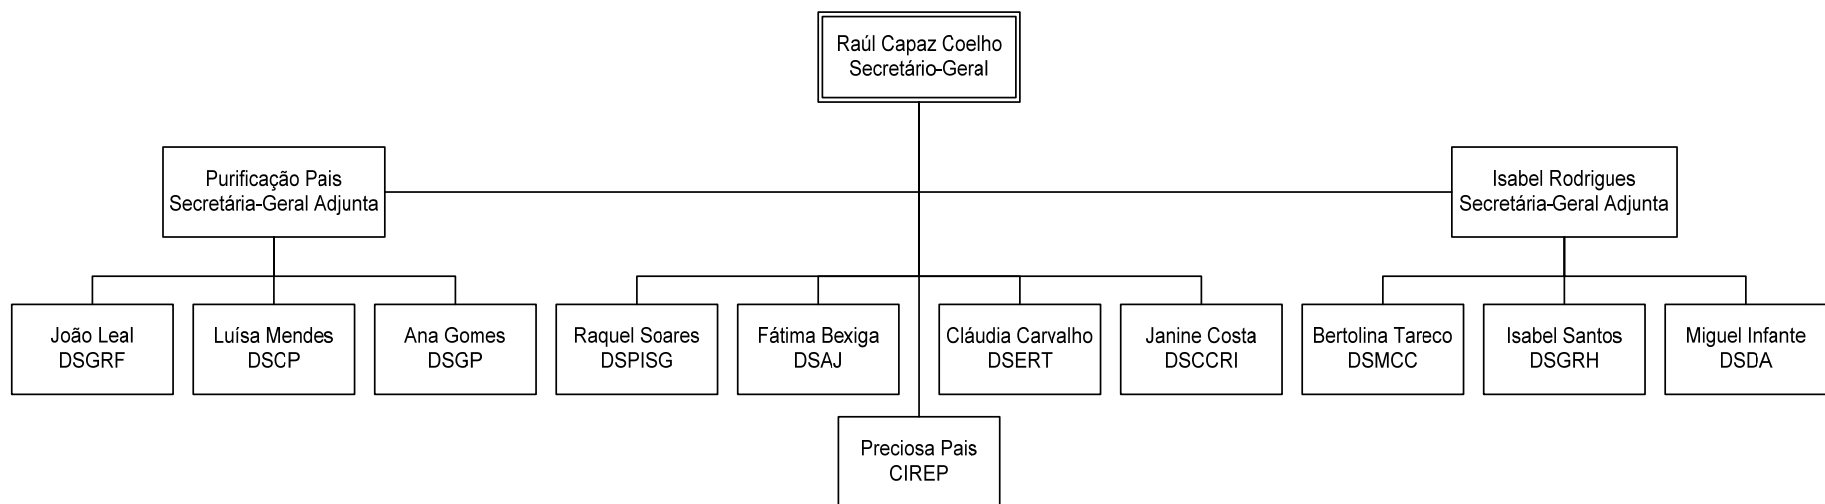 Raúl Capaz Coelho
Secretário-Geral
Purificação Pais
Secretária-Geral Adjunta
Isabel Rodrigues
Secretária-Geral Adjunta
João Leal
DSGRF
Luísa Mendes
DSCP
Ana Gomes
DSGP
Raquel Soares
DSPISG
Fátima Bexiga
DSAJ
Cláudia Carvalho
DSERT
Janine Costa
DSCCRI
Bertolina Tareco
DSMCC
Isabel Santos
DSGRH
Miguel Infante
DSDA
Preciosa Pais
CIREP